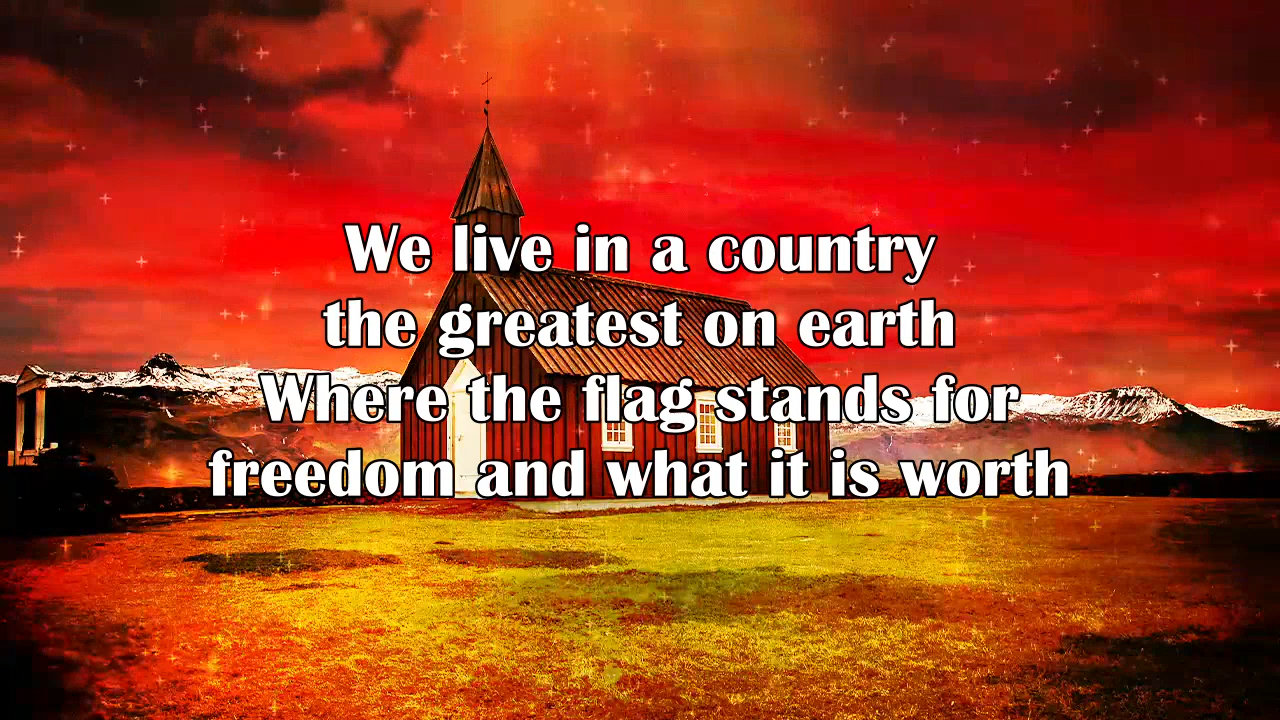 We live in a country
the greatest on earth
Where the flag stands for
freedom and what it is worth